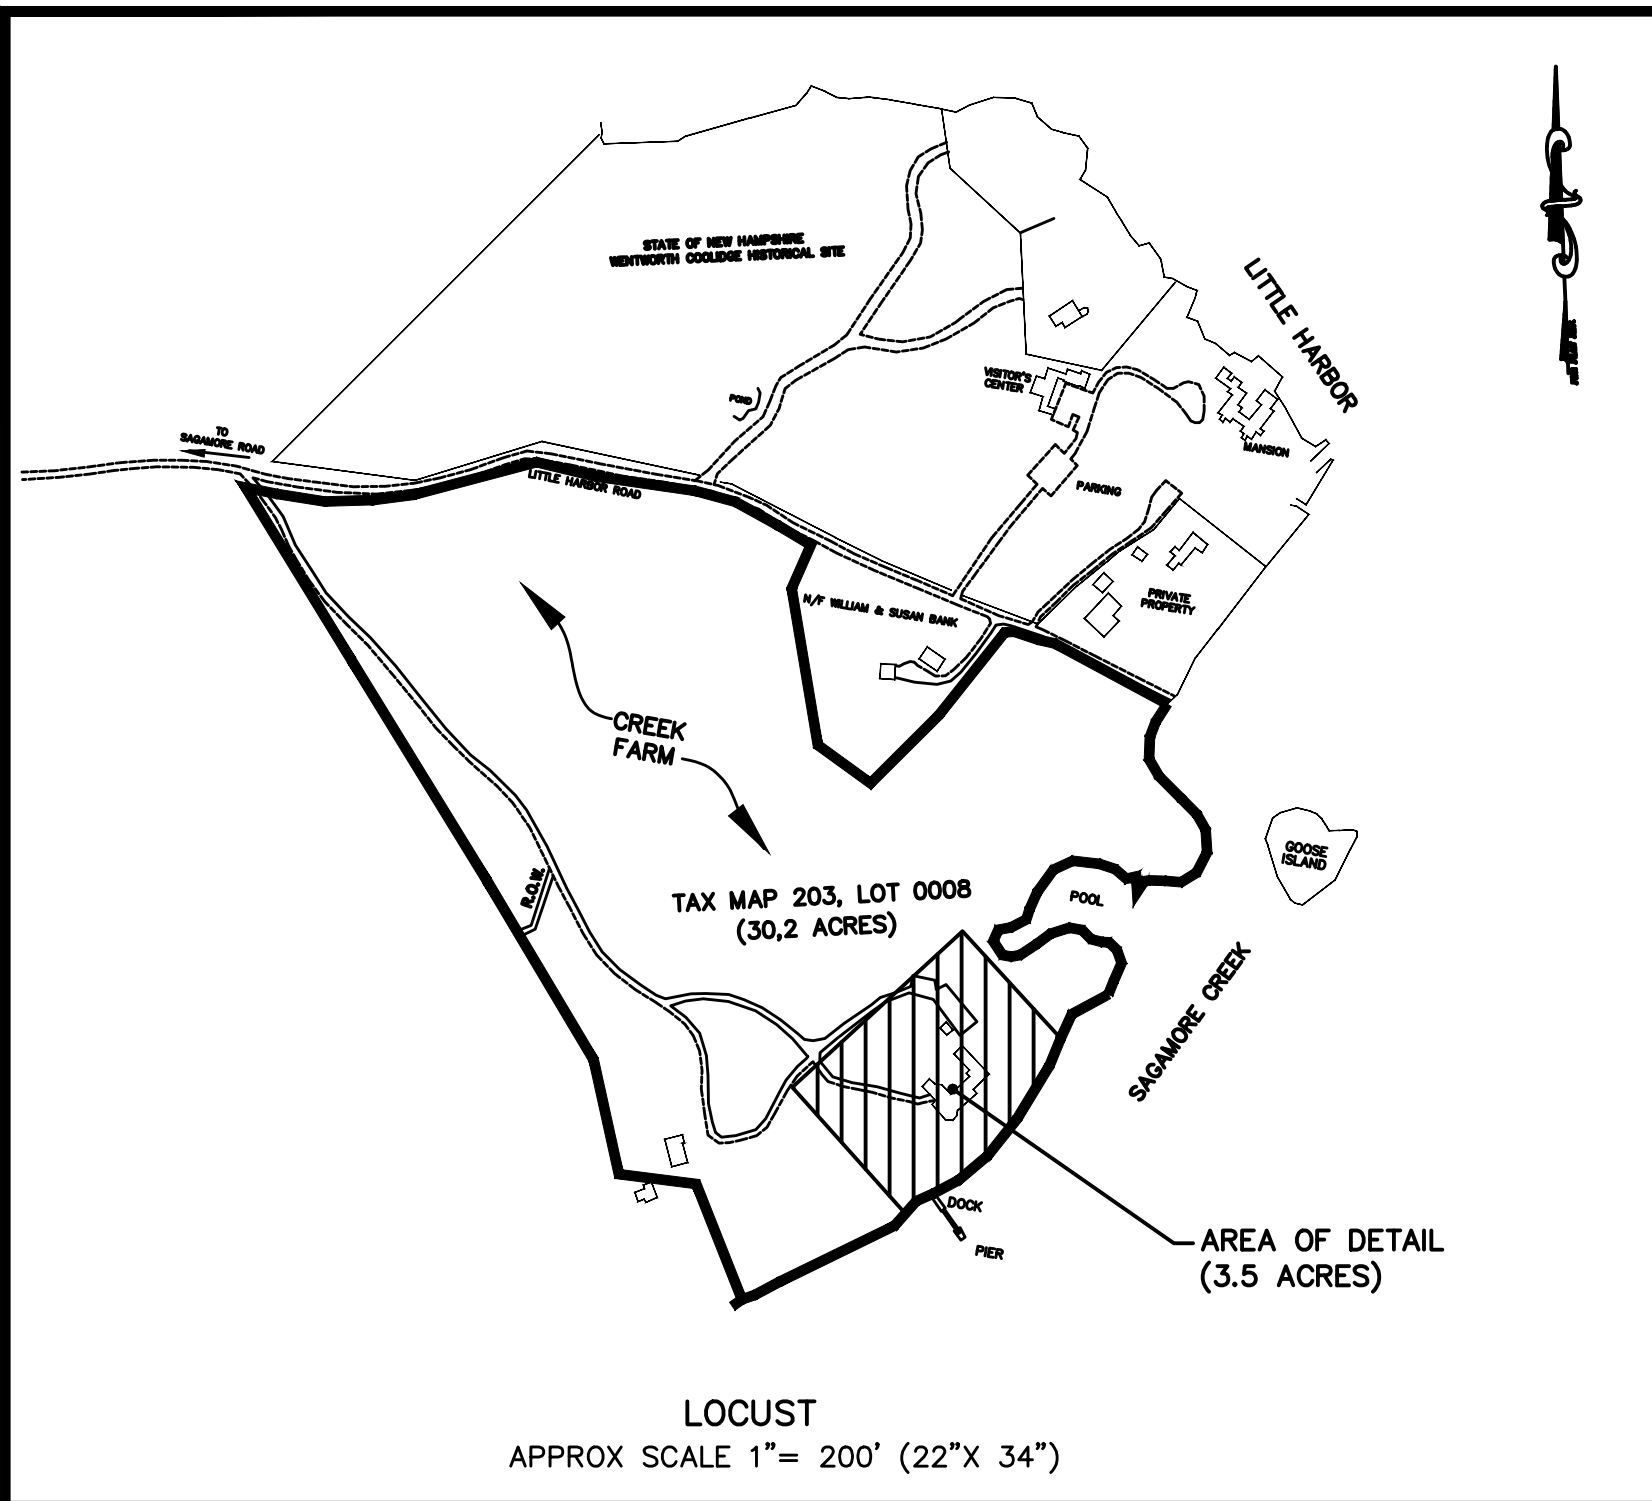 STATE OF NEW HAMPSHIRE
WENTWORTH COOLIDGE HISTORICAL SITE
LITTLE HARBOR
VISITOR'S
CENTER
POND
TO
SAGAMORE ROAD
MANSION
LITTLE HARBOR ROAD
PARKING
N/F WILLIAM & SUSAN BANK
PRIVATE
PROPERTY
CREEK
FARM
GOOSE
ISLAND
R.O.W.
TAX MAP 203, LOT 0008
(30,2 ACRES)
POOL
SAGAMORE CREEK
DOCK
PIER
AREA OF DETAIL
(3.5 ACRES)
LOCUST
APPROX SCALE 1"= 200' (22"X 34")